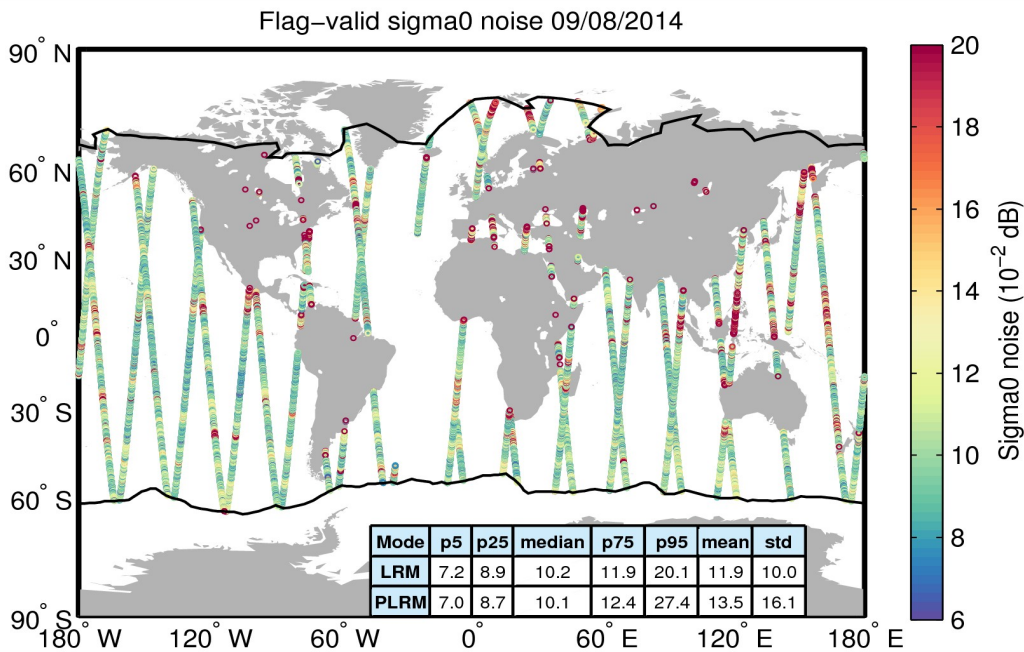 Flag−valid sigma0 noise 09/08/2014
90° N
60° N
30° N
0°
30° S
60° S
90° S
180° W
120° W
60° W
0°
60° E
120° E
180° E
Mode p5 p25 median p75 p95 mean std
LRM 7.2 8.9 10.2 11.9 20.1 11.9 10.0
PLRM 7.0 8.7 10.1 12.4 27.4 13.5 16.1
20
18
16
14
12
10
8
6
Sigma0 noise (10⁻² dB)